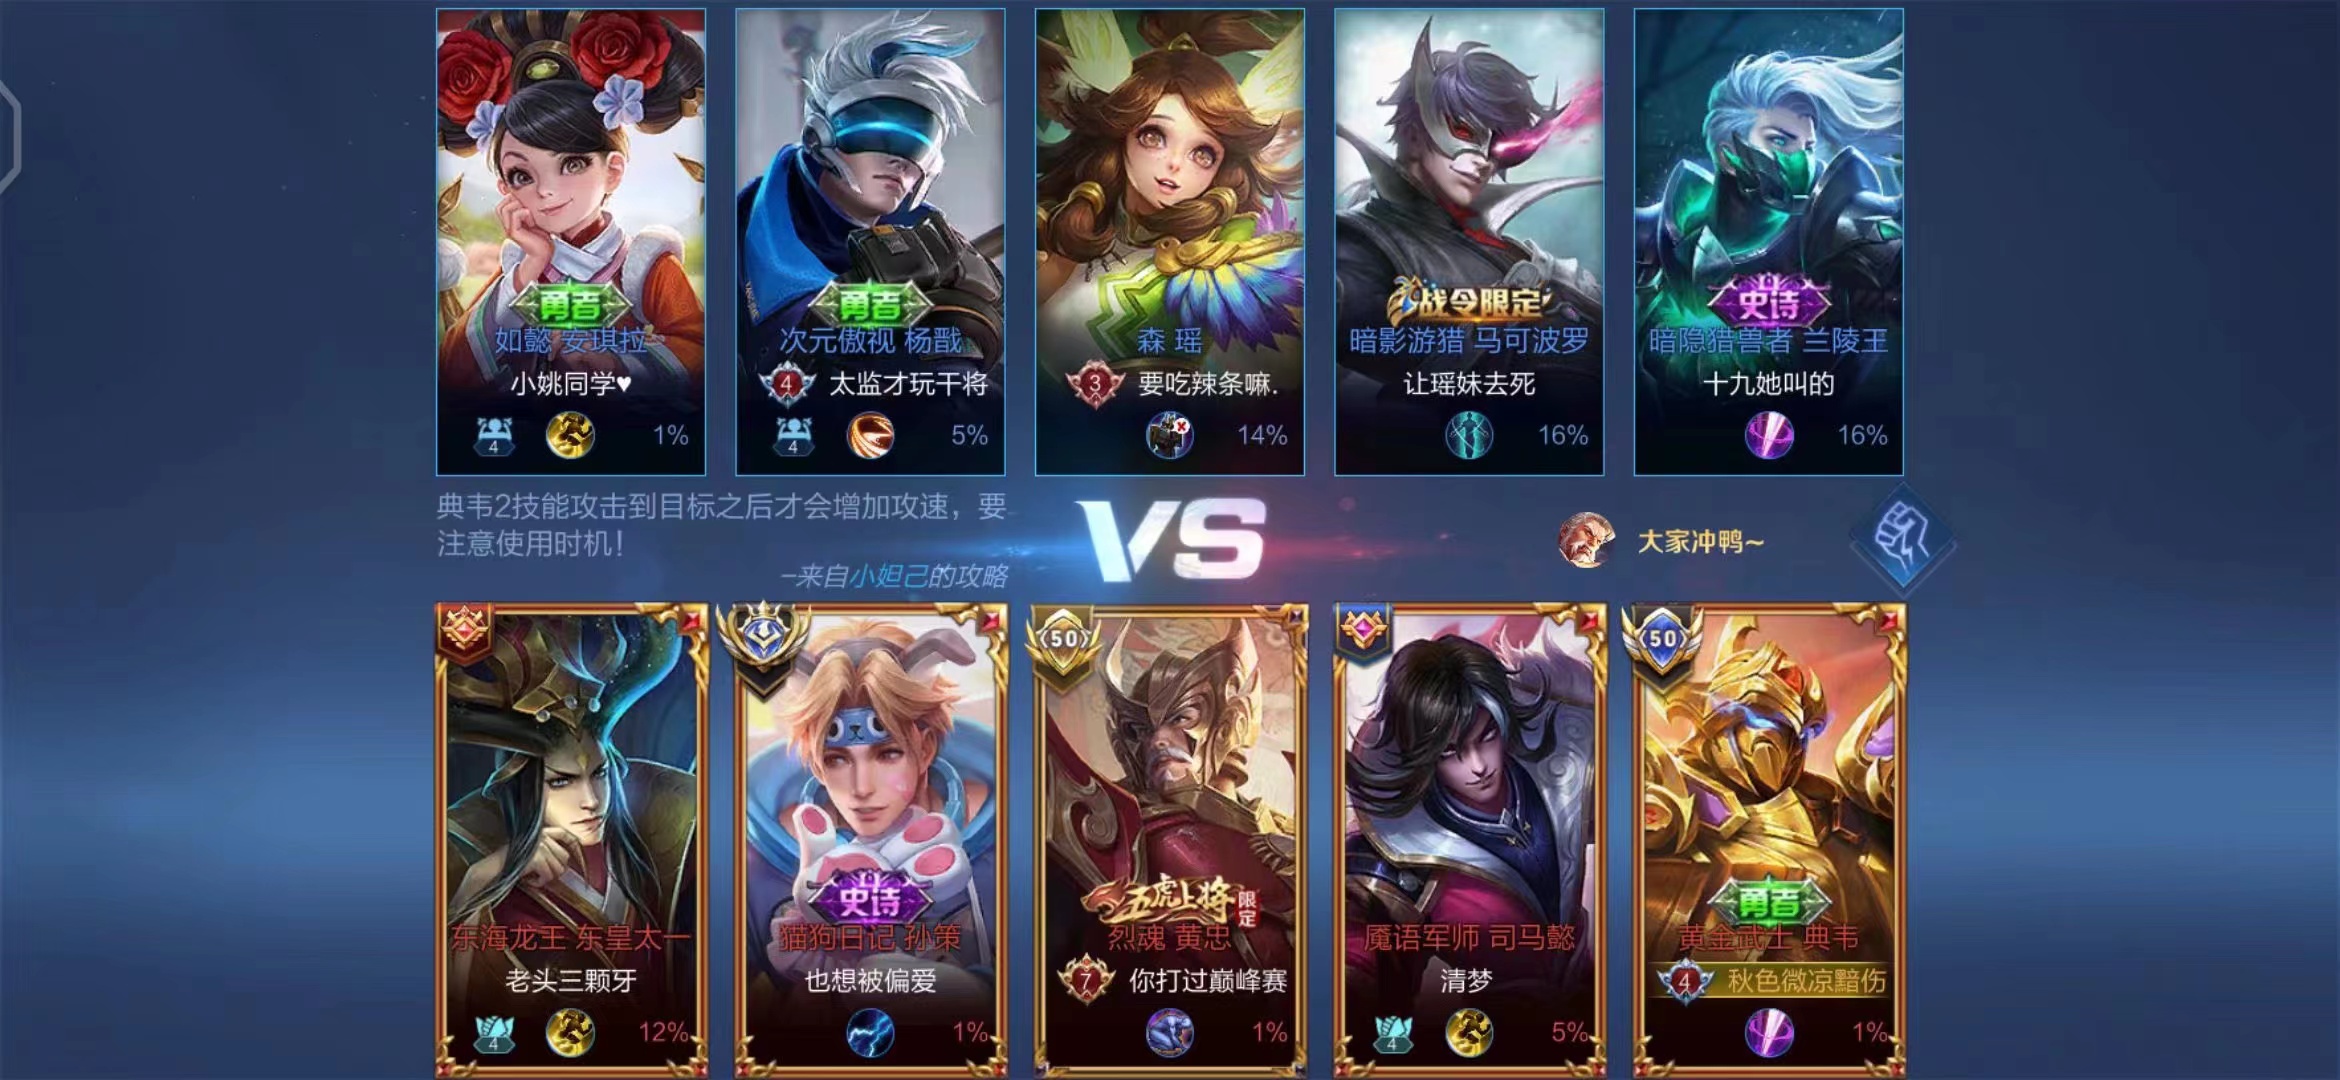 勇者
如懿 安琪拉
小姚同学♥
4
1%
勇者
次元傲视 杨戬
4 太监才玩干将
4
5%
森 瑶
3 要吃辣条嘛.
14%
战令限定
暗影游猎 马可波罗
让瑶妹去死
16%
史诗
暗隐猎兽者 兰陵王
十九她叫的
16%
典韦2技能攻击到目标之后才会增加攻速，要
注意使用时机！
–来自小妲己的攻略
VS
大家冲鸭~
东海龙王 东皇太一
老头三颗牙
4
12%
史诗
猫狗日记 孙策
也想被偏爱
1%
50
五虎上将 限定
烈魂 黄忠
7 你打过巅峰赛
1%
魇语军师 司马懿
清梦
4
5%
50
勇者
黄金武士 典韦
4 秋色微凉黯伤
1%